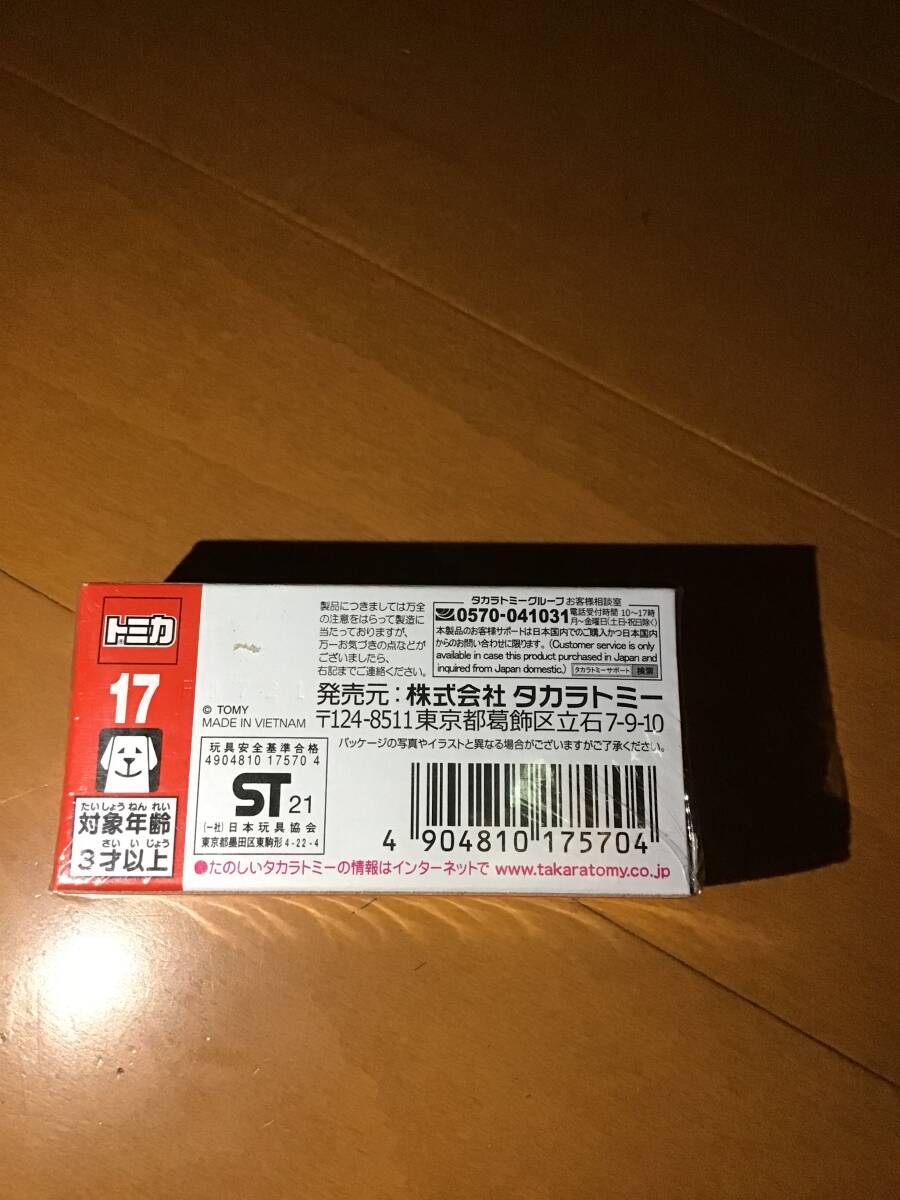 トミカ
17
たいしょう ねん れい
対象年齢
さい い じょう
3才以上
製品につきましては万全
の注意をはらって製造に
当たっておりますが、
万一お気づきの点などが
ございましたら、
右記までご連絡ください。
タカラトミーグループ お客様相談室
0570-041031 電話受付時間 10〜17時
月〜金曜日(土・日・祝日除く)
本製品のお客様サポートは日本国内でのご購入かつ日本国内
からのお問い合わせに限ります。(Customer service is only
available in case this product purchased in Japan and
inquired from Japan domestic.) タカラトミーサポート 検索
発売元:株式会社 タカラトミー
〒124-8511東京都葛飾区立石7-9-10
© TOMY
MADE IN VIETNAM
パッケージの写真やイラストと異なる場合がございますがご了承ください。
玩具安全基準合格
4904810 17570 4
ST 21
(一社)日本玩具協会
東京都墨田区東駒形4-22-4
4 904810 175704
●たのしいタカラトミーの情報はインターネットで www.takaratomy.co.jp